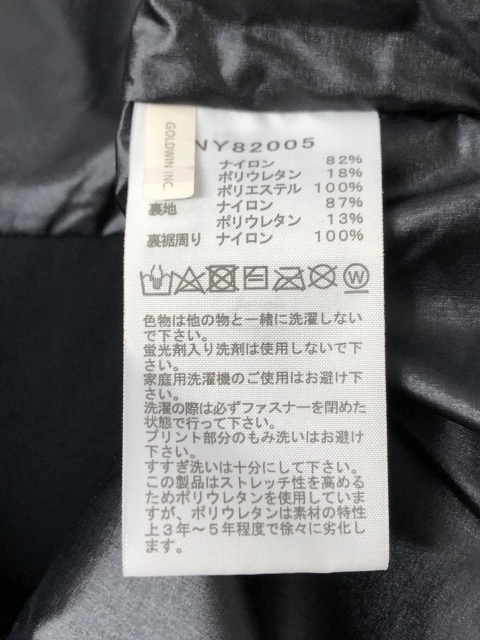 GOLDWIN INC.
NY82005
ナイロン 82%
ポリウレタン 18%
ポリエステル 100%
裏地 ナイロン 87%
ポリウレタン 13%
裏裾周り ナイロン 100%
W
色物は他の物と一緒に洗濯しない
で下さい。
蛍光剤入り洗剤は使用しないで下
さい。
家庭用洗濯機のご使用はお避け下
さい。
洗濯の際は必ずファスナーを閉めた
状態で行って下さい。
プリント部分のもみ洗いはお避け
下さい。
すすぎ洗いは十分にして下さい。
この製品はストレッチ性を高める
ためポリウレタンを使用していま
すが、ポリウレタンは素材の特性
上3年〜5年程度で徐々に劣化し
ます。